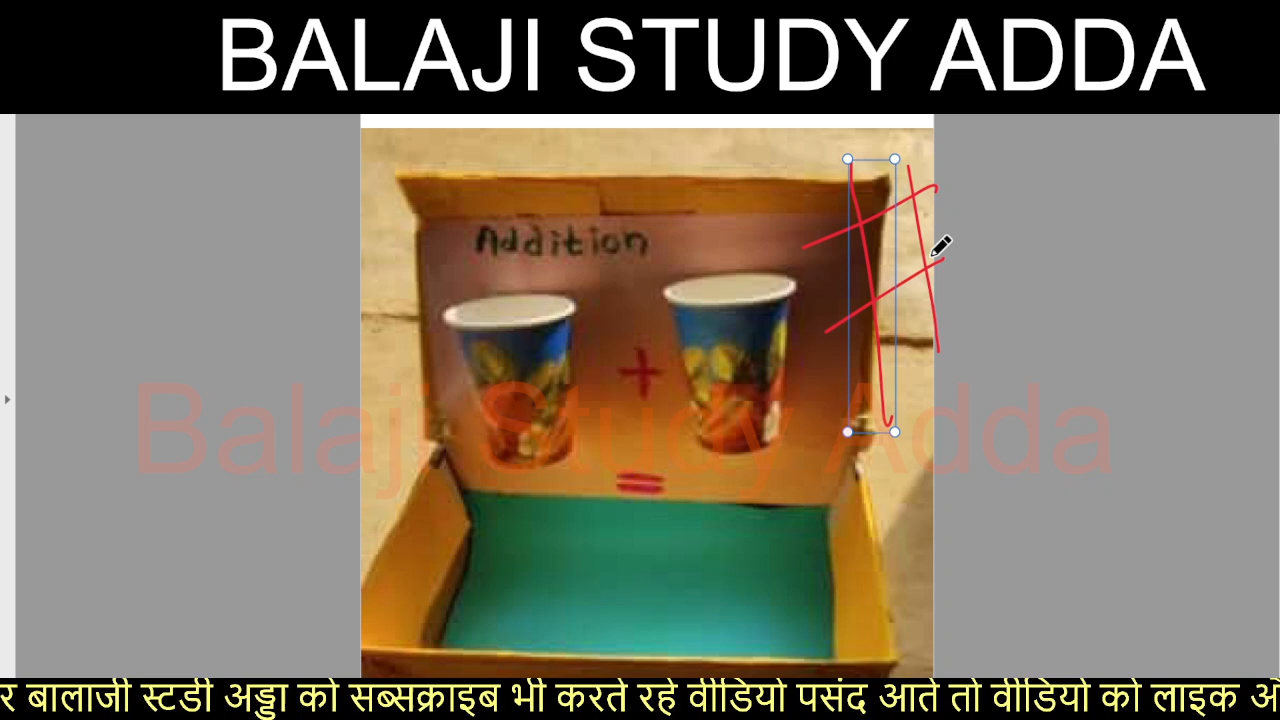 BALAJI STUDY ADDA
Addition
+
=
Balaji Study Adda
र बालाजी स्टडी अड्डा को सब्सक्राइब भी करते रहे वीडियो पसंद आते तो वीडियो को लाइक